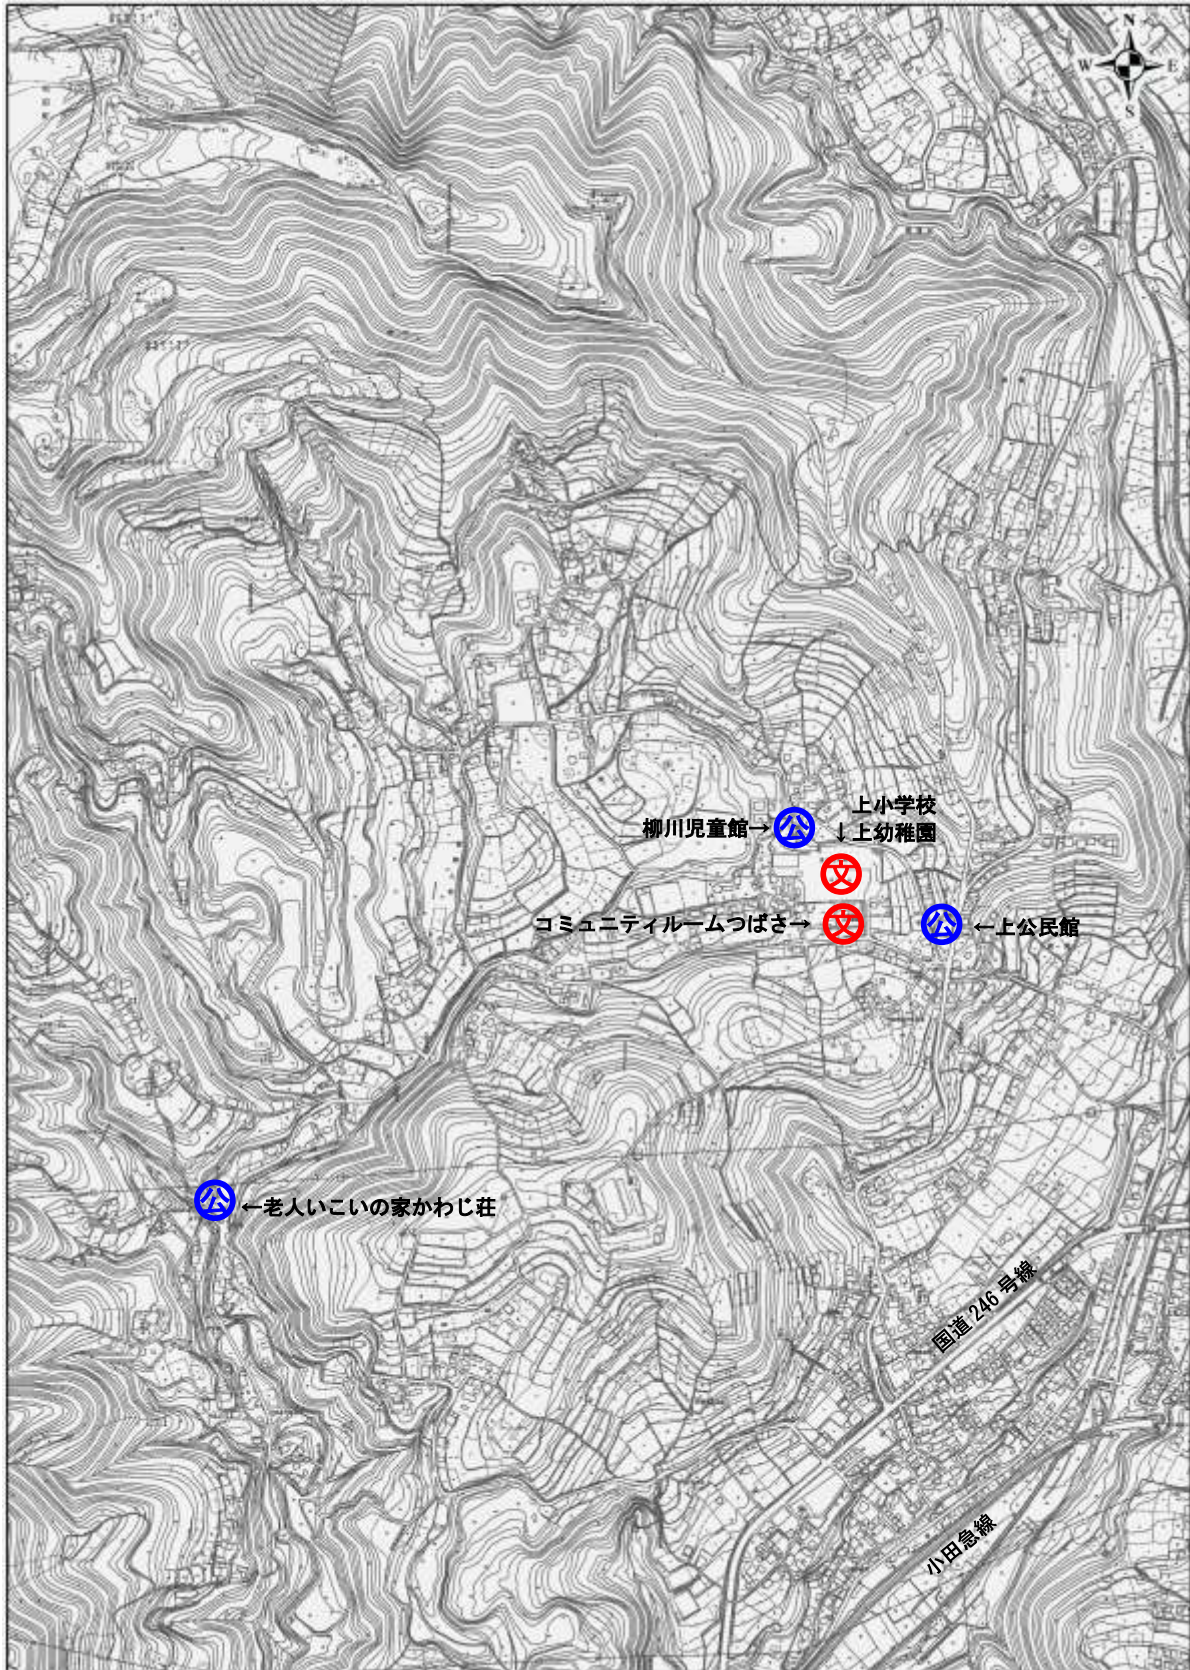 N
W E
S
上小学校
柳川児童館→ 公 ↓上幼稚園
文
コミュニティルームつばさ→ 文 公 ←上公民館
公 ←老人いこいの家かわじ荘
国道246号線
小田急線